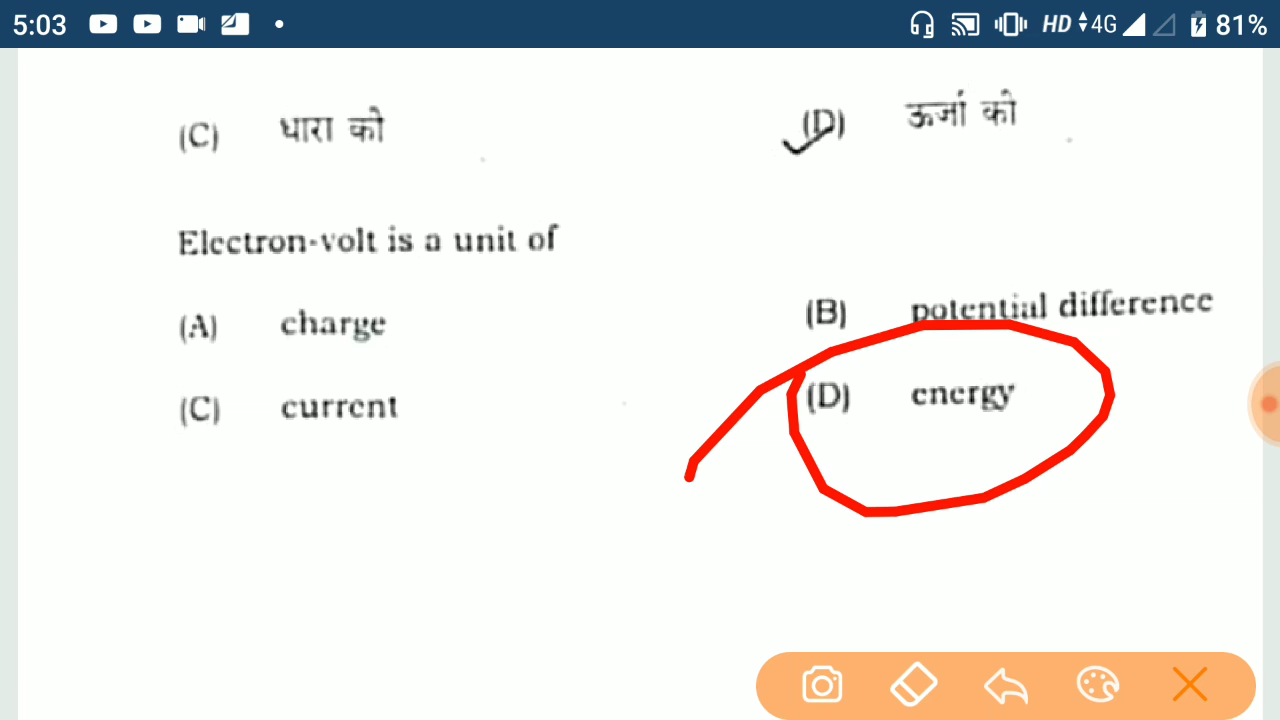 5:03 HD 4G 81%
(C) धारा को (D) ऊर्जा को
Electron-volt is a unit of
(A) charge (B) potential difference
(C) current (D) energy